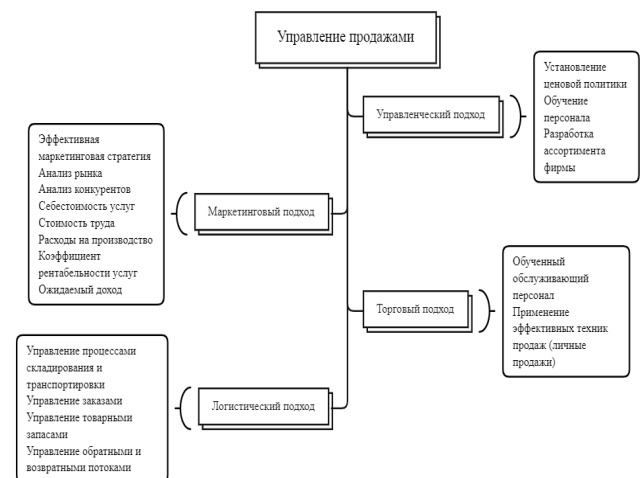 Управление продажами
Управленческий подход
Установление
ценовой политики
Обучение
персонала
Разработка
ассортимента
фирмы
Маркетинговый подход
Эффективная
маркетинговая стратегия
Анализ рынка
Анализ конкурентов
Себестоимость услуг
Стоимость труда
Расходы на производство
Коэффициент
рентабельности услуг
Ожидаемый доход
Торговый подход
Обученный
обслуживающий
персонал
Применение
эффективных техник
продаж (личные
продажи)
Логистический подход
Управление процессами
складирования и
транспортировки
Управление заказами
Управление товарными
запасами
Управление обратными и
возвратными потоками